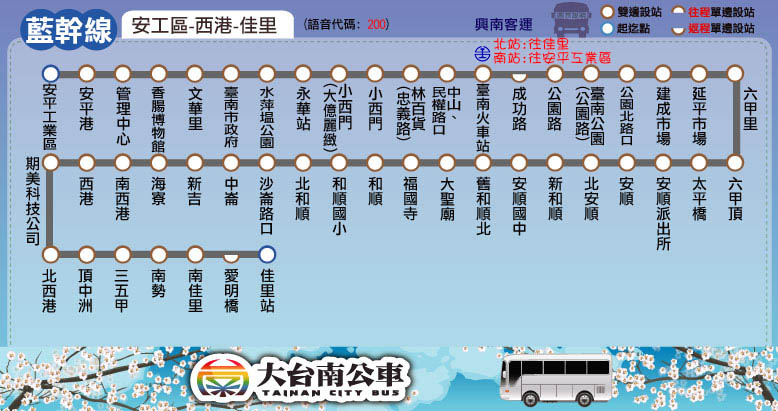 藍幹線
安工區-西港-佳里
(語音代碼：200)
興南客運
雙邊設站
往程單邊設站
起迄點
返程單邊設站
北站:往佳里
南站:往安平工業區
安平工業區
安平港
管理中心
香腸博物館
文華里
臺南市政府
水萍塭公園
永華站
小西門
(大億麗緻)
小西門
林百貨
(忠義路)
中山、
民權路口
臺南火車站
成功路
公園路
臺南公園
(公園路)
公園北路口
建成市場
延平市場
六甲里
期美科技公司
西港
南西港
海寮
新吉
中崙
沙崙路口
北和順
和順國小
和順
福國寺
大聖廟
舊和順北
安順國中
新和順
北安順
安順
安順派出所
太平橋
六甲頂
北西港
頂中洲
三五甲
南勢
南佳里
愛明橋
佳里站
大台南公車
TAINAN CITY BUS